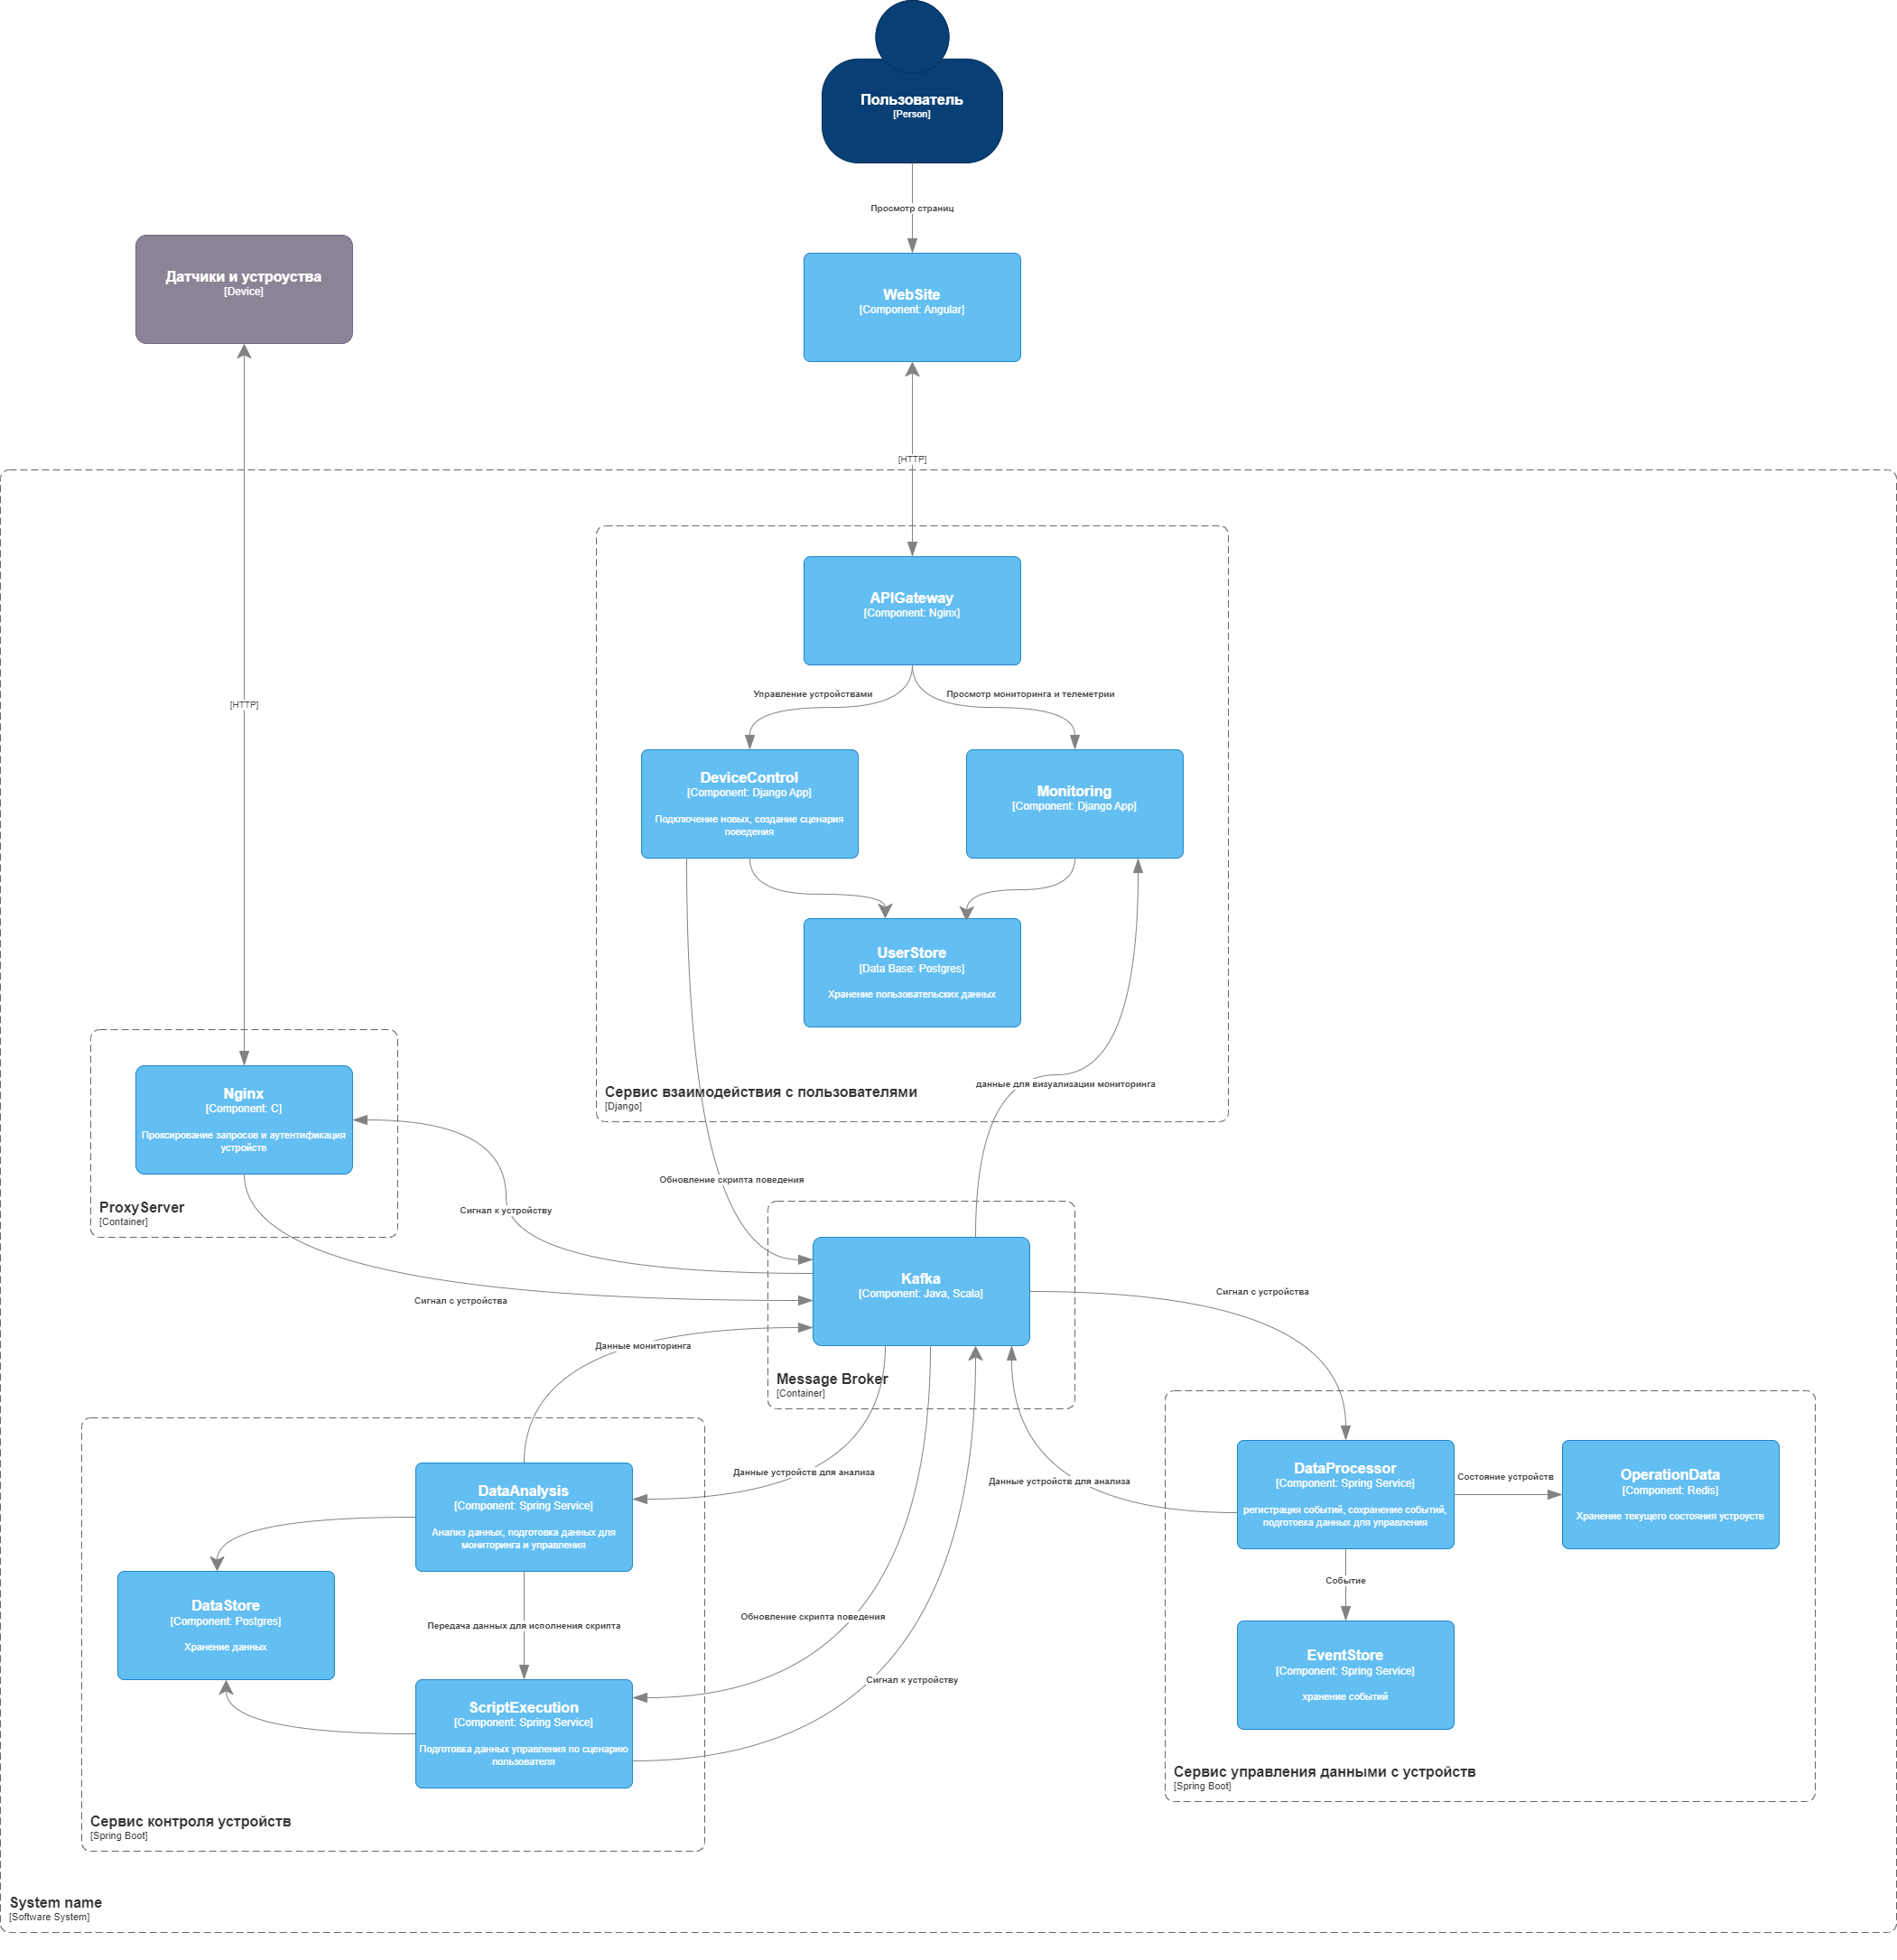 Пользователь
[Person]
Просмотр страниц
Датчики и устроуства
[Device]
WebSite
[Component: Angular]
[HTTP]
APIGateway
[Component: Nginx]
[HTTP]
Управление устройствами
Просмотр мониторинга и телеметрии
DeviceControl
[Component: Django App]
Подключение новых, создание сценария
поведения
Monitoring
[Component: Django App]
UserStore
[Data Base: Postgres]
Хранение пользовательских данных
Сервис взаимодействия с пользователями
[Django]
данные для визуализации мониторинга
Nginx
[Component: C]
Проксирование запросов и аутентификация
устройств
ProxyServer
[Container]
Обновление скрипта поведения
Сигнал к устройству
Kafka
[Component: Java, Scala]
Message Broker
[Container]
Сигнал с устройства
Сигнал с устройства
Данные мониторинга
Данные устройств для анализа
Данные устройств для анализа
DataAnalysis
[Component: Spring Service]
Анализ данных, подготовка данных для
мониторинга и управления
DataProcessor
[Component: Spring Service]
регистрация событий, сохранение событий,
подготовка данных для управления
Состояние устройств
OperationData
[Component: Redis]
Хранение текущего состояния устроуств
Событие
DataStore
[Component: Postgres]
Хранение данных
Передача данных для исполнения скрипта
Обновление скрипта поведения
EventStore
[Component: Spring Service]
хранение событий
ScriptExecution
[Component: Spring Service]
Подготовка данных управления по сценарию
пользователя
Сигнал к устройству
Сервис управления данными с устройств
[Spring Boot]
Сервис контроля устройств
[Spring Boot]
System name
[Software System]